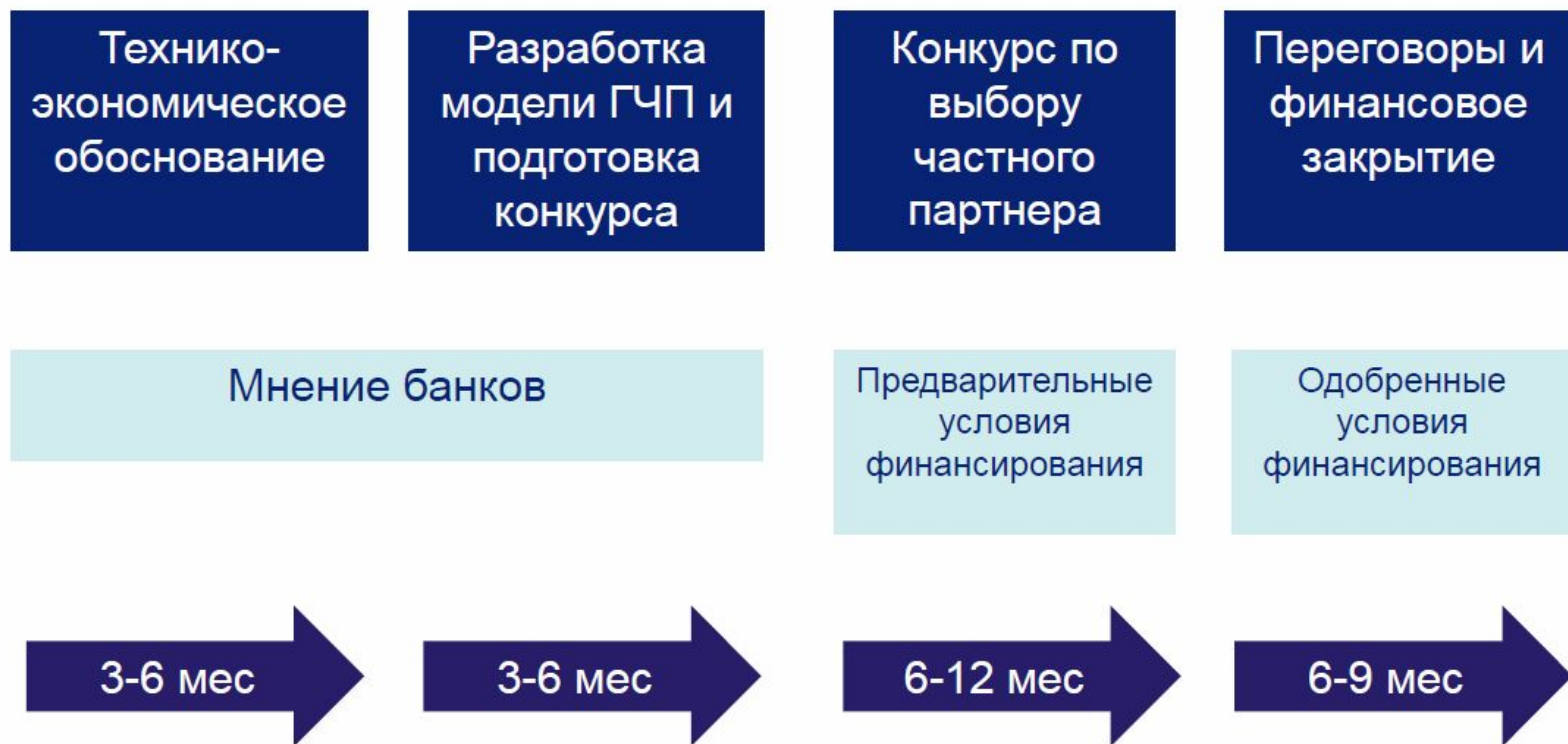 Технико-
экономическое
обоснование
Разработка
модели ГЧП и
подготовка
конкурса
Конкурс по
выбору
частного
партнера
Переговоры и
финансовое
закрытие
Мнение банков
Предварительные
условия
финансирования
Одобренные
условия
финансирования
3-6 мес
3-6 мес
6-12 мес
6-9 мес